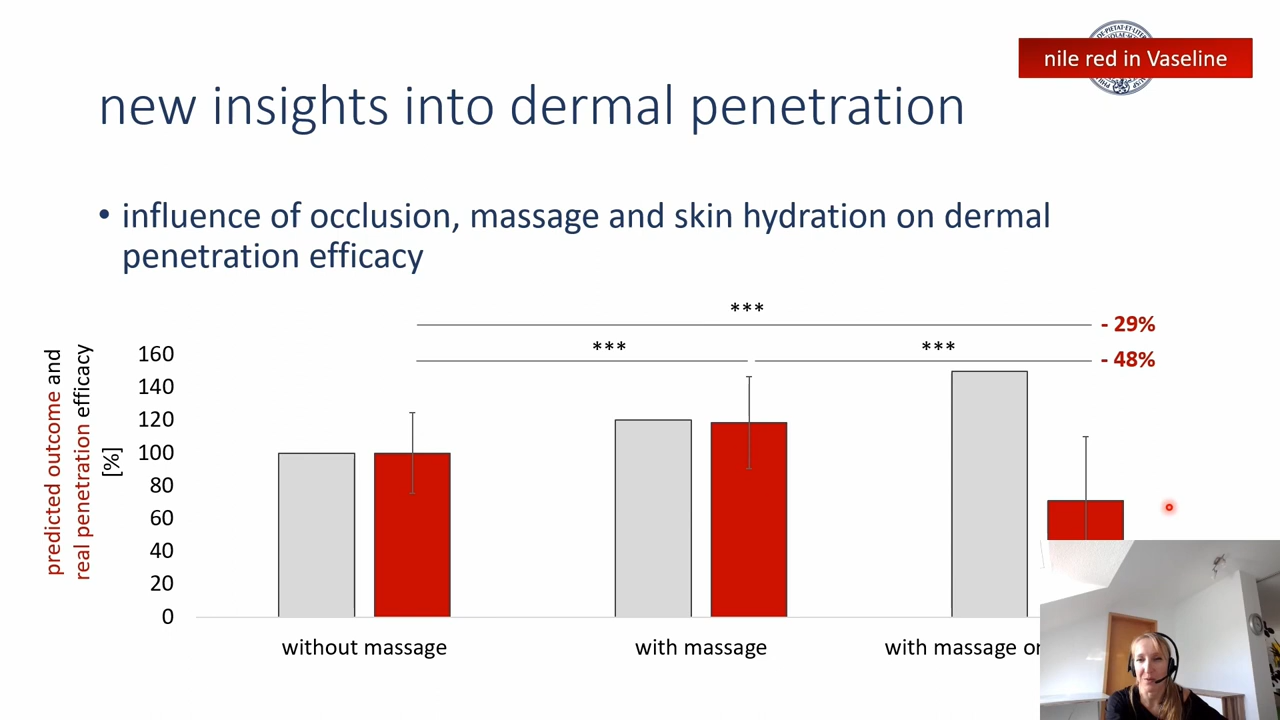 nile red in Vaseline
new insights into dermal penetration
• influence of occlusion, massage and skin hydration on dermal
penetration efficacy
***
- 29%
***
***
- 48%
predicted outcome and
real penetration efficacy
[%]
160
140
120
100
80
60
40
20
0
without massage
with massage
with massage